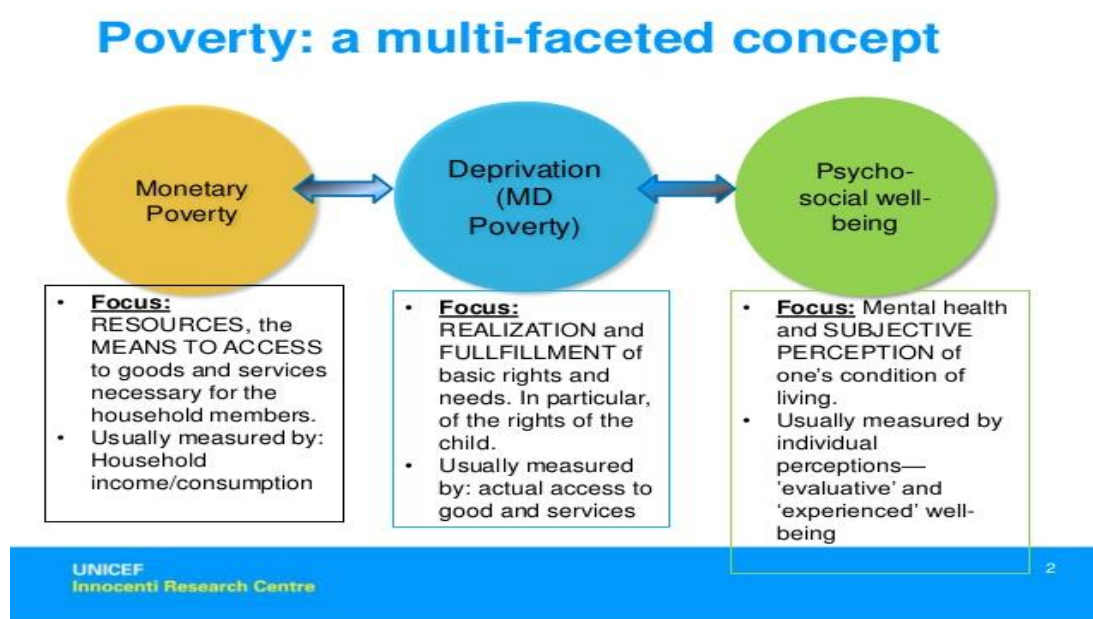 Poverty: a multi-faceted concept
Monetary
Poverty
Deprivation
(MD
Poverty)
Psycho-
social well-
being
• Focus:
RESOURCES, the
MEANS TO ACCESS
to goods and services
necessary for the
household members.
• Usually measured by:
Household
income/consumption
• Focus:
REALIZATION and
FULLFILLMENT of
basic rights and
needs. In particular,
of the rights of the
child.
• Usually measured
by: actual access to
good and services
• Focus: Mental health
and SUBJECTIVE
PERCEPTION of
one's condition of
living.
• Usually measured by
individual
perceptions—
'evaluative' and
'experienced' well-
being
UNICEF
Innocenti Research Centre
2